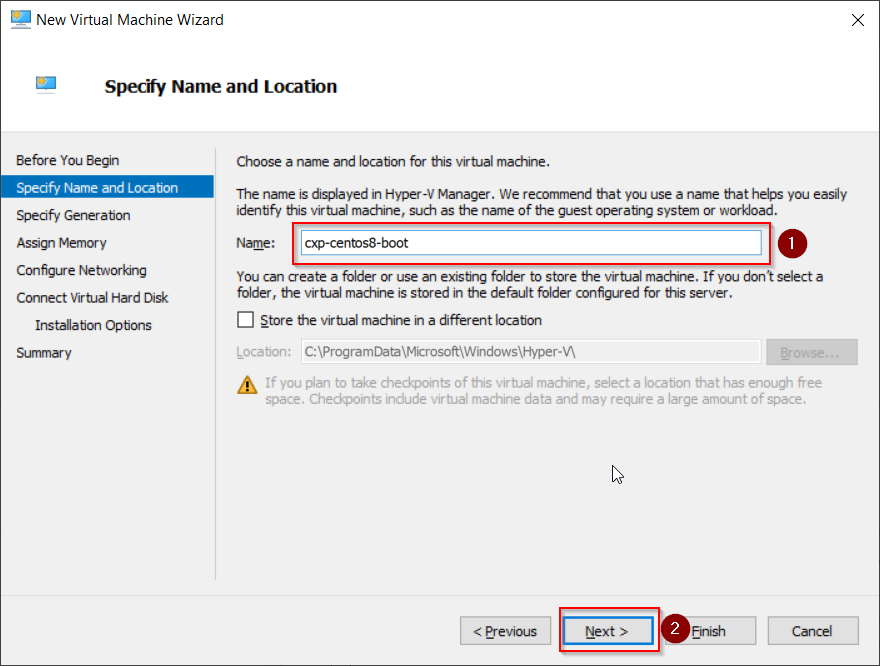 New Virtual Machine Wizard
Specify Name and Location
Before You Begin
Specify Name and Location
Specify Generation
Assign Memory
Configure Networking
Connect Virtual Hard Disk
Installation Options
Summary
Choose a name and location for this virtual machine.
The name is displayed in Hyper-V Manager. We recommend that you use a name that helps you easily
identify this virtual machine, such as the name of the guest operating system or workload.
Name: cxp-centos8-boot 1
You can create a folder or use an existing folder to store the virtual machine. If you don't select a
folder, the virtual machine is stored in the default folder configured for this server.
Store the virtual machine in a different location
Location: C:\ProgramData\Microsoft\Windows\Hyper-V\ Browse...
If you plan to take checkpoints of this virtual machine, select a location that has enough free
space. Checkpoints include virtual machine data and may require a large amount of space.
< Previous Next > 2 Finish Cancel